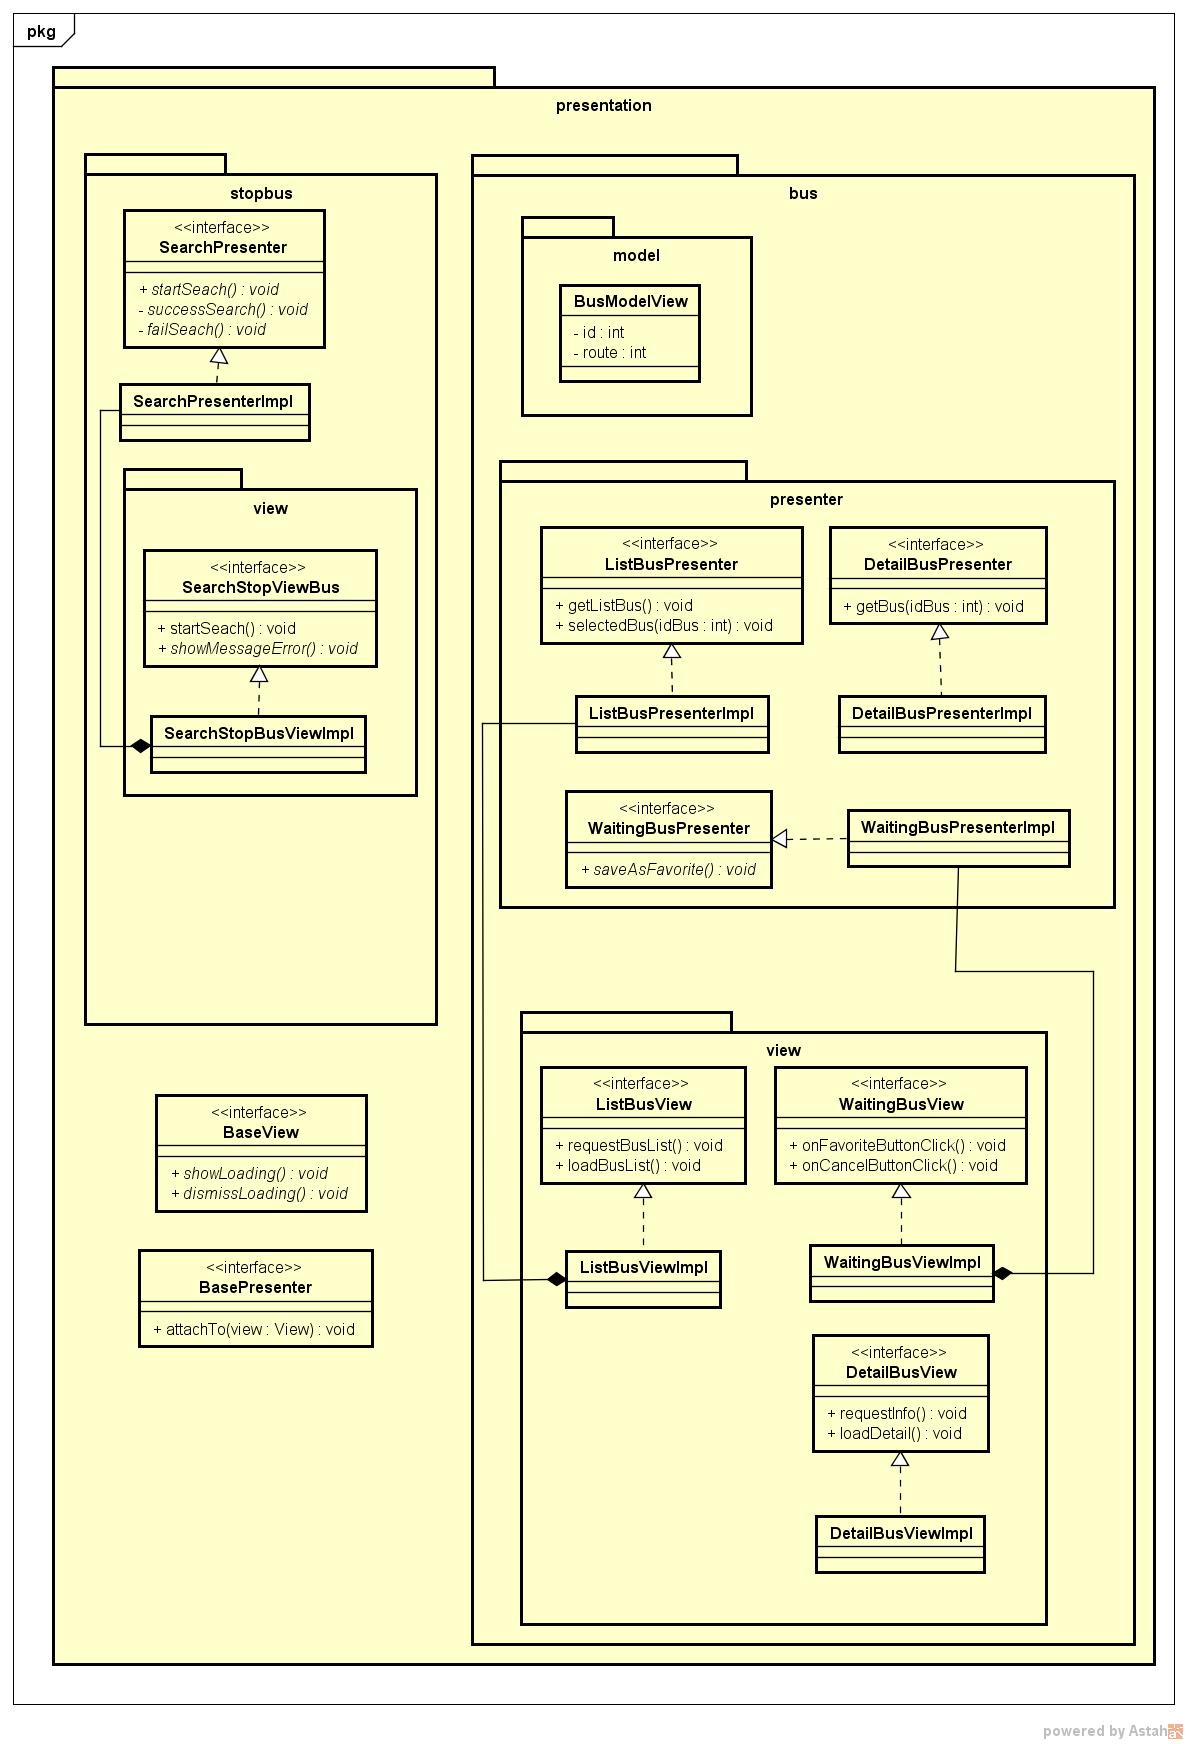 pkg
presentation
stopbus
<<interface>>
SearchPresenter
+ startSeach() : void
- successSearch() : void
- failSeach() : void
SearchPresenterImpl
view
<<interface>>
SearchStopViewBus
+ startSeach() : void
+ showMessageError() : void
SearchStopBusViewImpl
<<interface>>
BaseView
+ showLoading() : void
+ dismissLoading() : void
<<interface>>
BasePresenter
+ attachTo(view : View) : void
bus
model
BusModelView
- id : int
- route : int
presenter
<<interface>>
ListBusPresenter
+ getListBus() : void
+ selectedBus(idBus : int) : void
<<interface>>
DetailBusPresenter
+ getBus(idBus : int) : void
ListBusPresenterImpl
DetailBusPresenterImpl
<<interface>>
WaitingBusPresenter
+ saveAsFavorite() : void
WaitingBusPresenterImpl
view
<<interface>>
ListBusView
+ requestBusList() : void
+ loadBusList() : void
<<interface>>
WaitingBusView
+ onFavoriteButtonClick() : void
+ onCancelButtonClick() : void
ListBusViewImpl
WaitingBusViewImpl
<<interface>>
DetailBusView
+ requestInfo() : void
+ loadDetail() : void
DetailBusViewImpl
powered by Astah